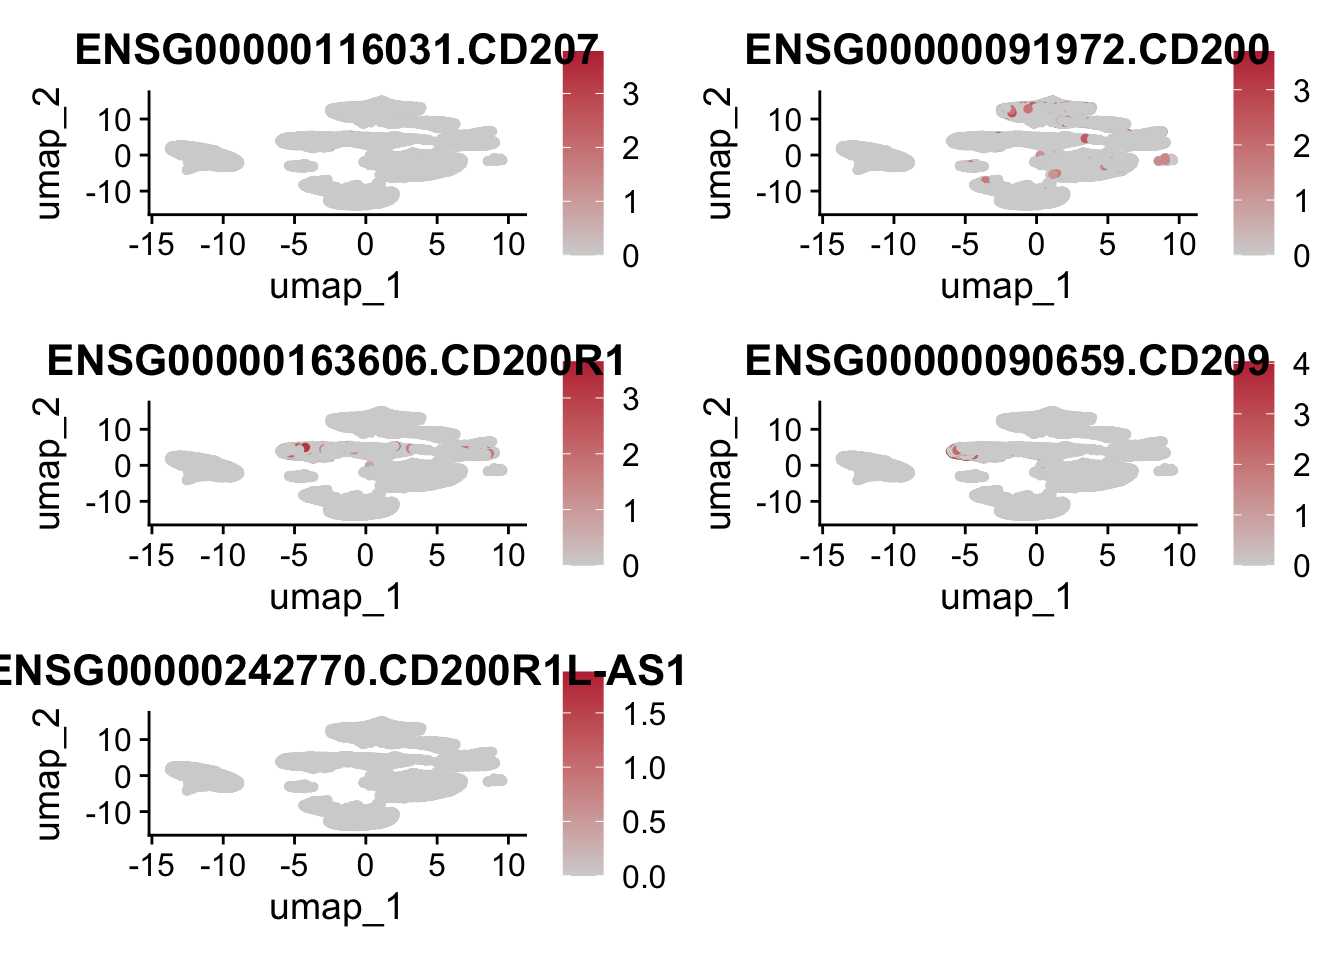 ENSG00000116031.CD207
umap_2
10
0
-10
-15 -10 -5 0 5 10
umap_1
3
2
1
0
ENSG00000091972.CD200
umap_2
10
0
-10
-15 -10 -5 0 5 10
umap_1
3
2
1
0
ENSG00000163606.CD200R1
umap_2
10
0
-10
-15 -10 -5 0 5 10
umap_1
3
2
1
0
ENSG00000090659.CD209
umap_2
10
0
-10
-15 -10 -5 0 5 10
umap_1
4
3
2
1
0
ENSG00000242770.CD200R1L-AS1
umap_2
10
0
-10
-15 -10 -5 0 5 10
umap_1
1.5
1.0
0.5
0.0